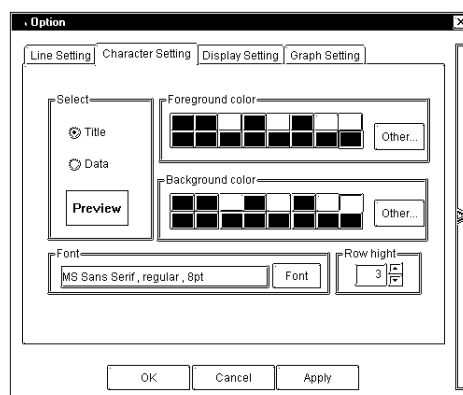 Option
Line Setting Character Setting Display Setting Graph Setting
Select
Title
Data
Preview
Foreground color
Other...
Background color
Other...
Font
MS Sans Serif , regular , 8pt
Font
Row hight
3
OK Cancel Apply